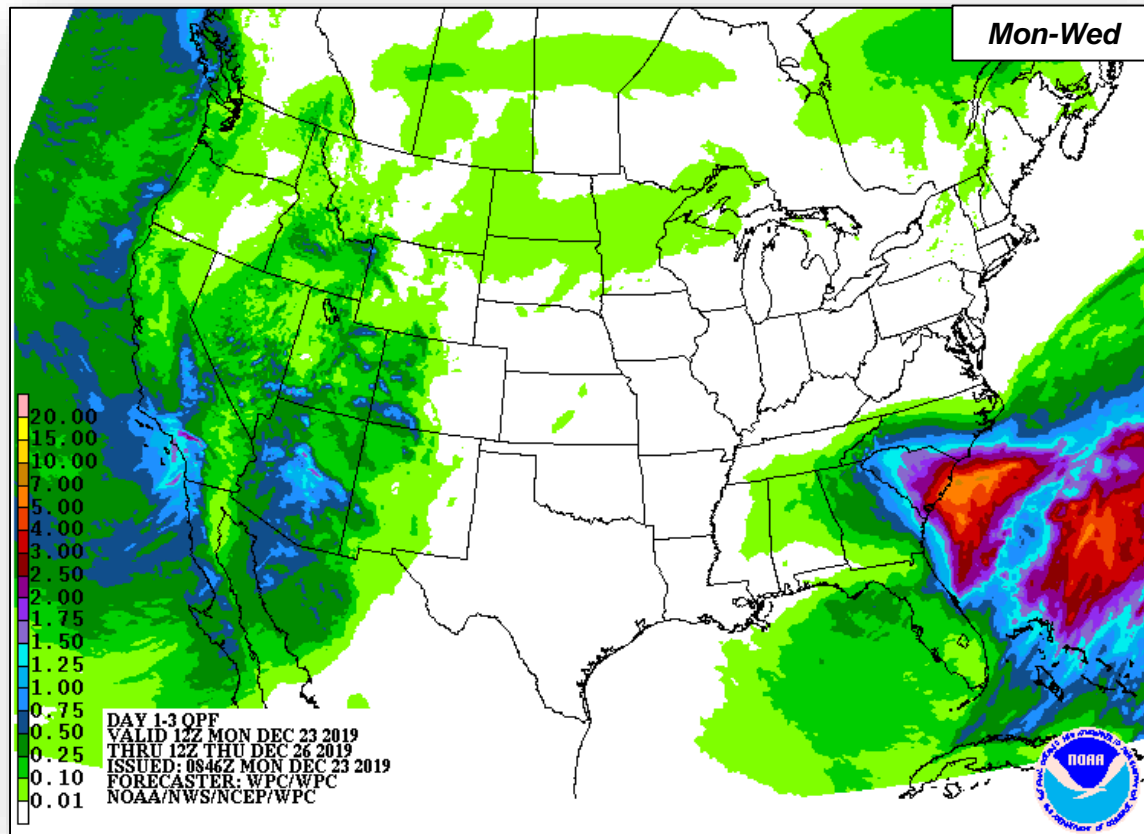 Mon-Wed
20.00
15.00
10.00
7.00
5.00
4.00
3.00
2.50
2.00
1.75
1.50
1.25
1.00
0.75
0.50
0.25
0.10
0.01
DAY 1-3 QPF
VALID 12Z MON DEC 23 2019
THRU 12Z THU DEC 26 2019
ISSUED: 0846Z MON DEC 23 2019
FORECASTER: WPC/WPC
NOAA/NWS/NCEP/WPC
NOAA